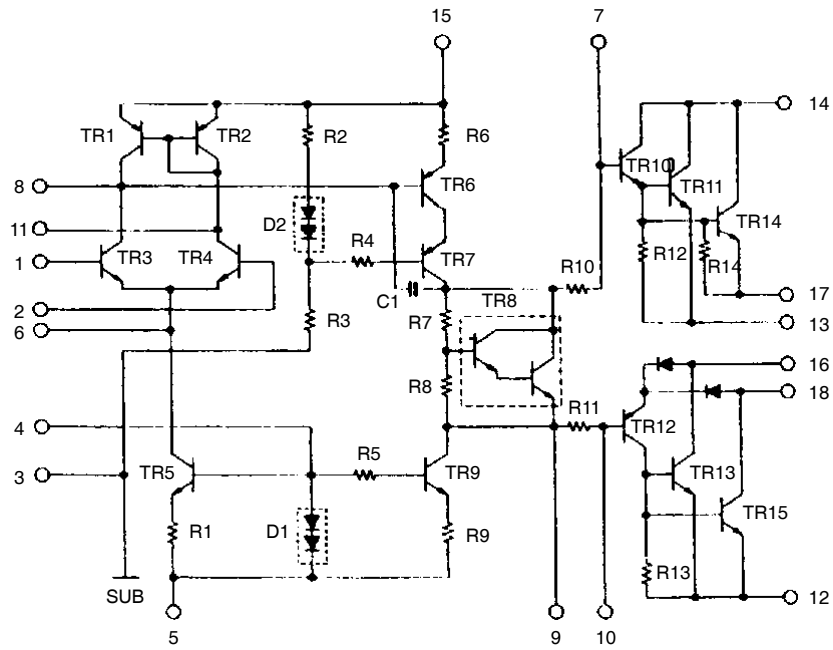 15
7
TR1
TR2
R2
R6
14
TR10
TR11
8
TR6
D2
TR14
11
R4
TR7
R12
R14
1
TR3
TR4
R10
C1
TR8
17
2
R3
R7
13
6
16
R8
18
R11
TR12
4
R5
TR9
TR13
3
TR5
TR15
R1
D1
R9
R13
SUB
12
5
9
10